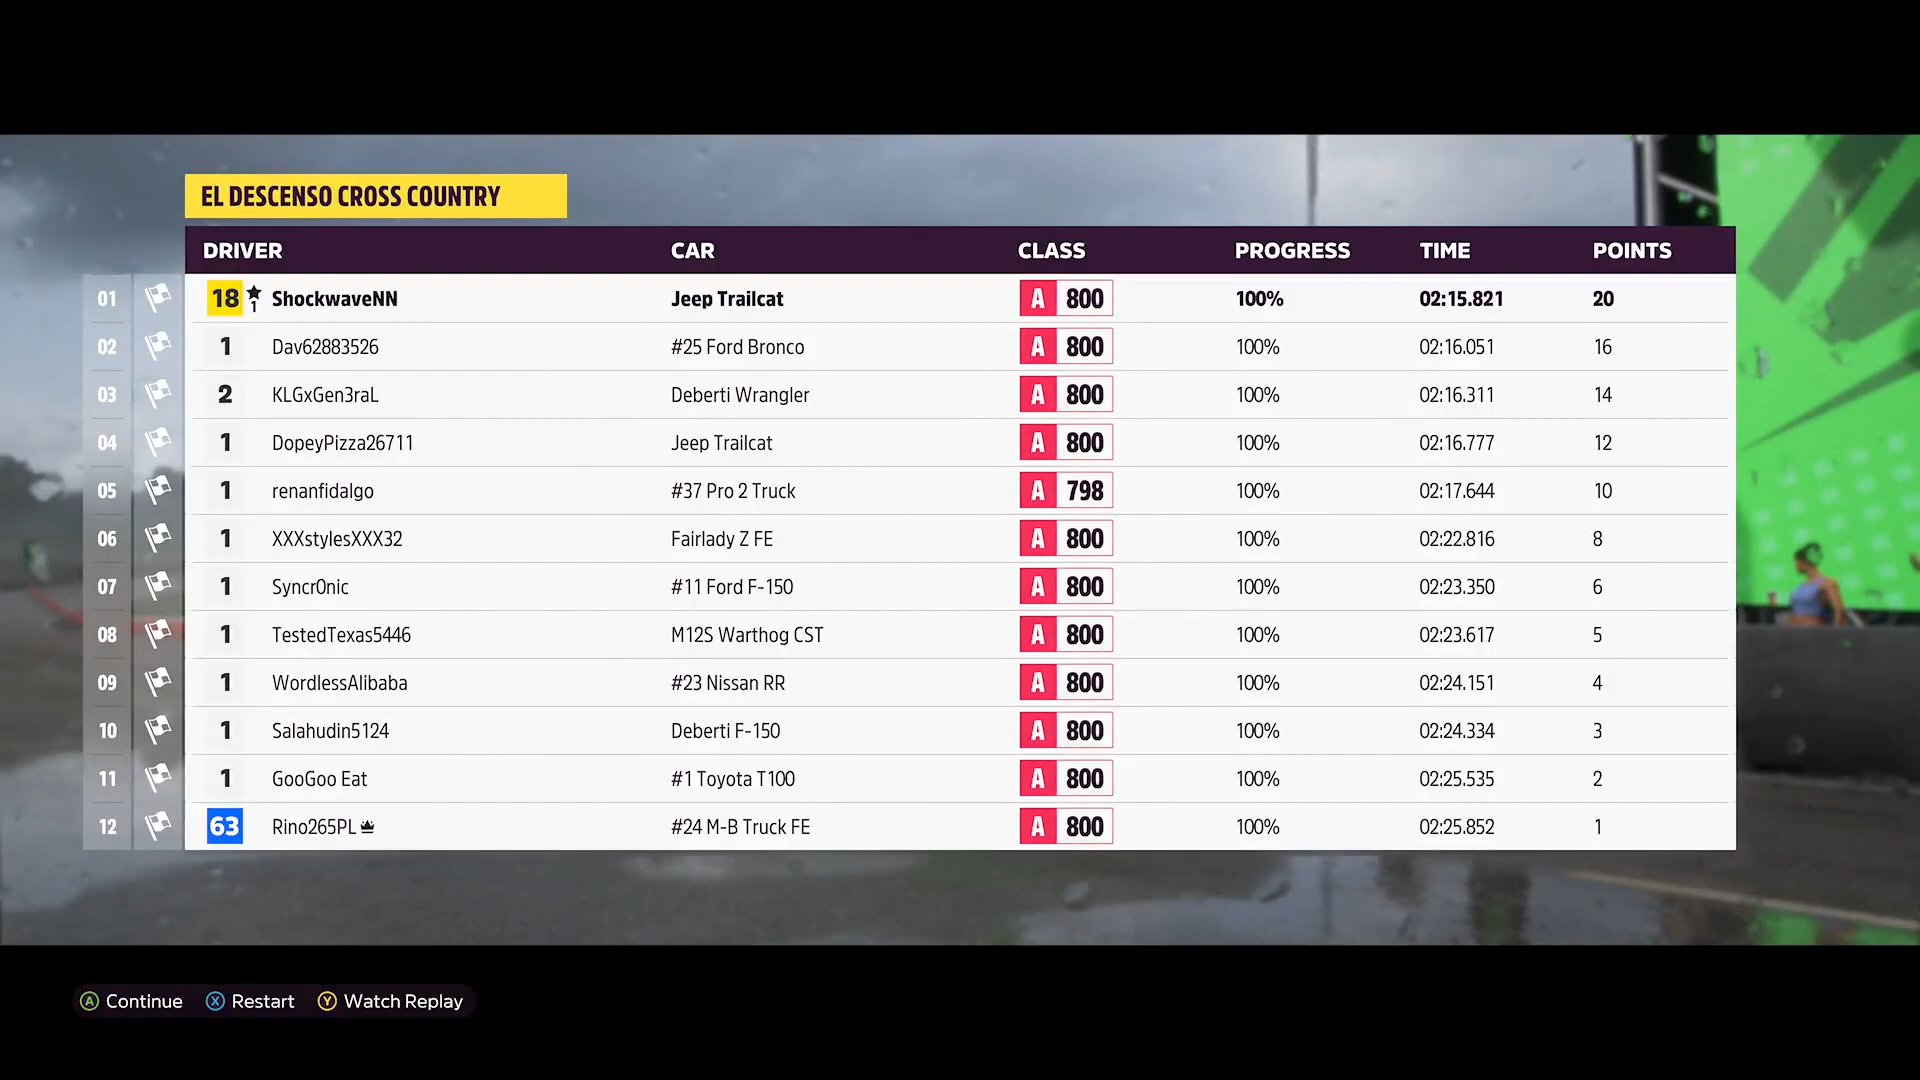 EL DESCENSO CROSS COUNTRY
DRIVER CAR CLASS PROGRESS TIME POINTS
01 18 1 ShockwaveNN Jeep Trailcat A 800 100% 02:15.821 20
02 1 Dav62883526 #25 Ford Bronco A 800 100% 02:16.051 16
03 2 KLGxGen3raL Deberti Wrangler A 800 100% 02:16.311 14
04 1 DopeyPizza26711 Jeep Trailcat A 800 100% 02:16.777 12
05 1 renanfidalgo #37 Pro 2 Truck A 798 100% 02:17.644 10
06 1 XXXstylesXXX32 Fairlady Z FE A 800 100% 02:22.816 8
07 1 Syncr0nic #11 Ford F-150 A 800 100% 02:23.350 6
08 1 TestedTexas5446 M12S Warthog CST A 800 100% 02:23.617 5
09 1 WordlessAlibaba #23 Nissan RR A 800 100% 02:24.151 4
10 1 Salahudin5124 Deberti F-150 A 800 100% 02:24.334 3
11 1 GooGoo Eat #1 Toyota T100 A 800 100% 02:25.535 2
12 63 Rino265PL #24 M-B Truck FE A 800 100% 02:25.852 1
A Continue X Restart Y Watch Replay